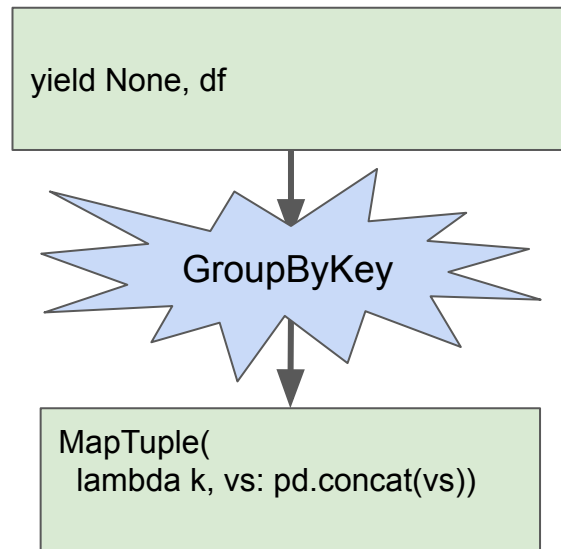 yield None, df
GroupByKey
MapTuple(
  lambda k, vs: pd.concat(vs))